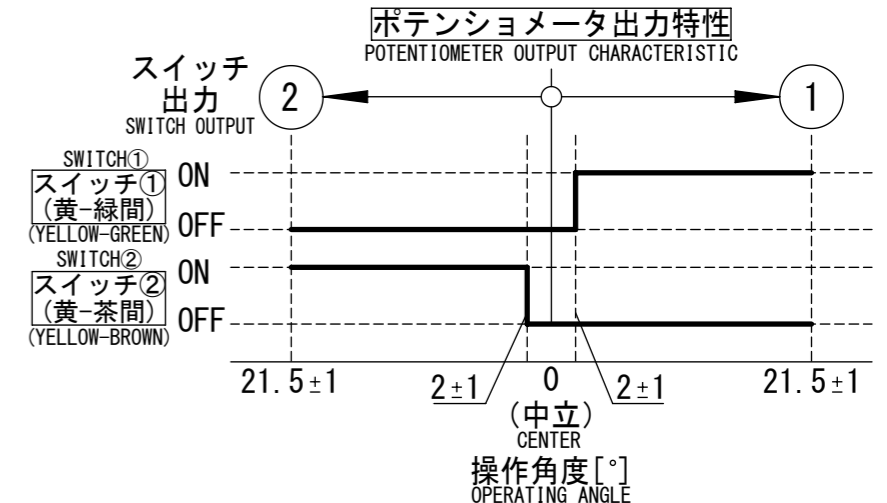 ポテンショメータ出力特性
POTENTIOMETER OUTPUT CHARACTERISTIC
スイッチ
出力
SWITCH OUTPUT
2
1
SWITCH①
スイッチ①
(黄-緑間)
(YELLOW-GREEN)
ON
OFF
SWITCH②
スイッチ②
(黄-茶間)
(YELLOW-BROWN)
ON
OFF
21.5±1 2±1 0 2±1 21.5±1
(中立)
CENTER
操作角度[°]
OPERATING ANGLE